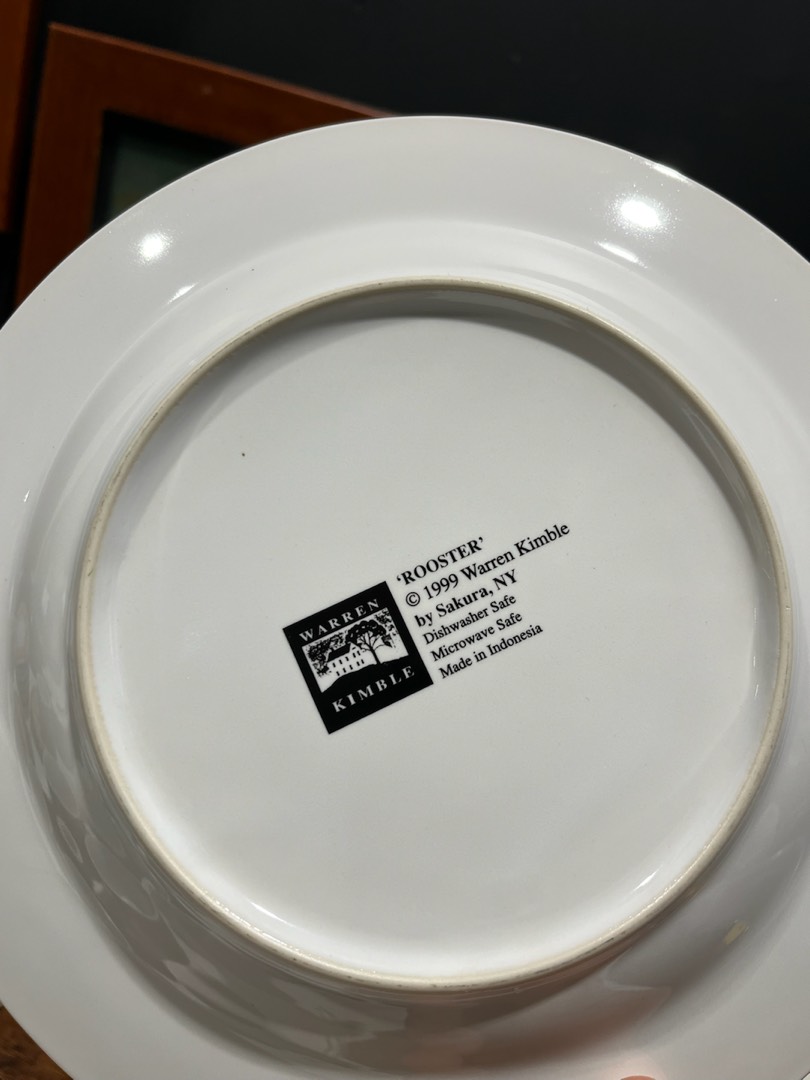 WARREN
KIMBLE
‘ROOSTER’
© 1999 Warren Kimble
by Sakura, NY
Dishwasher Safe
Microwave Safe
Made in Indonesia